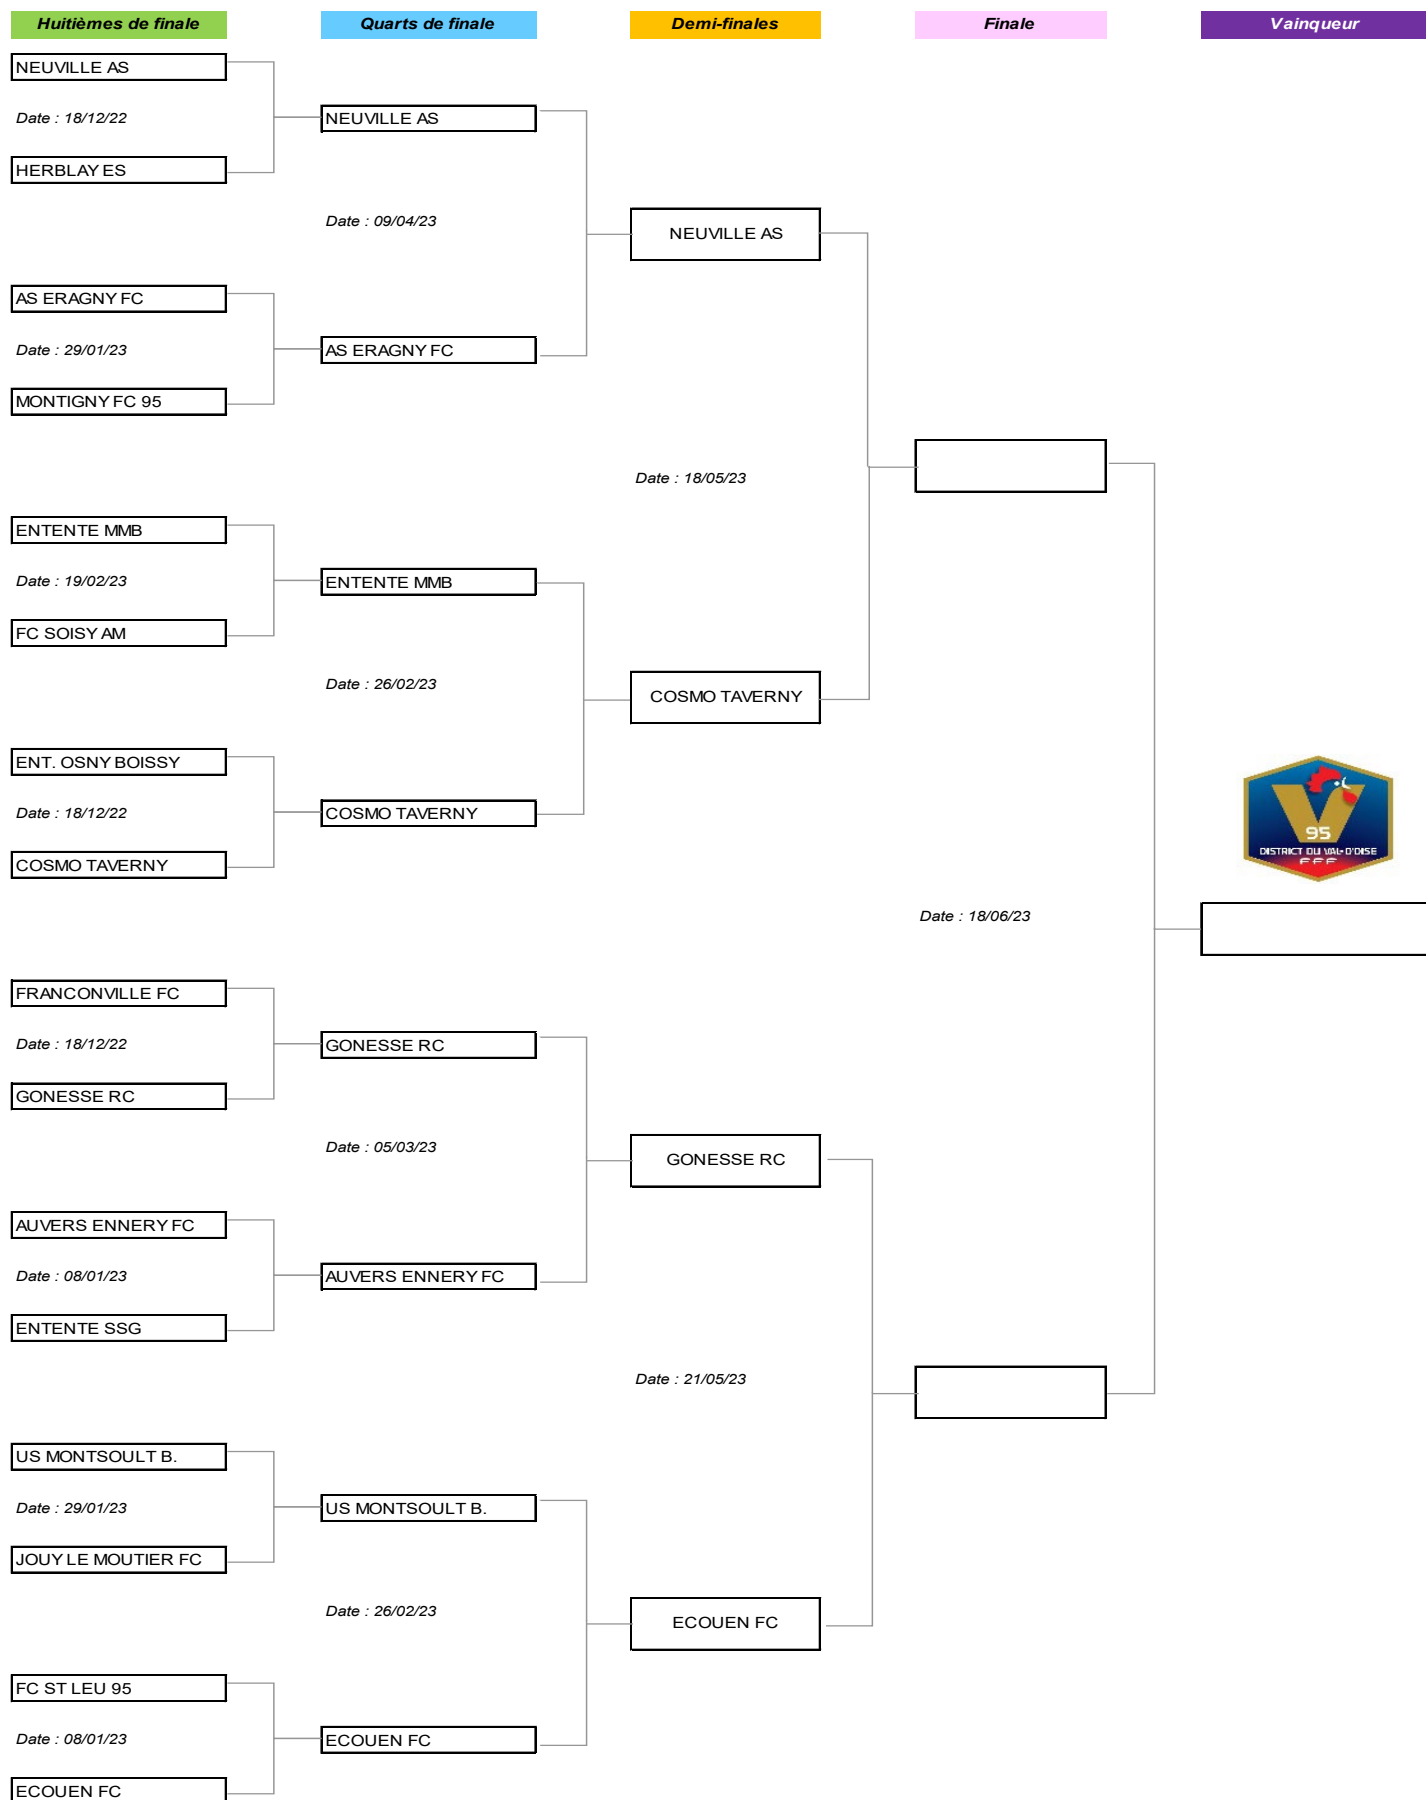 Huitièmes de finale
Quarts de finale
Demi-finales
Finale
Vainqueur
NEUVILLE AS
Date : 18/12/22
NEUVILLE AS
HERBLAY ES
Date : 09/04/23
NEUVILLE AS
AS ERAGNY FC
Date : 29/01/23
AS ERAGNY FC
MONTIGNY FC 95
Date : 18/05/23
ENTENTE MMB
Date : 19/02/23
ENTENTE MMB
FC SOISY AM
Date : 26/02/23
COSMO TAVERNY
ENT. OSNY BOISSY
Date : 18/12/22
COSMO TAVERNY
COSMO TAVERNY
95
DISTRICT DU VAL-D'OISE
FFF
Date : 18/06/23
FRANCONVILLE FC
Date : 18/12/22
GONESSE RC
GONESSE RC
Date : 05/03/23
GONESSE RC
AUVERS ENNERY FC
Date : 08/01/23
AUVERS ENNERY FC
ENTENTE SSG
Date : 21/05/23
US MONTSOULT B.
Date : 29/01/23
US MONTSOULT B.
JOUY LE MOUTIER FC
Date : 26/02/23
ECOUEN FC
FC ST LEU 95
Date : 08/01/23
ECOUEN FC
ECOUEN FC